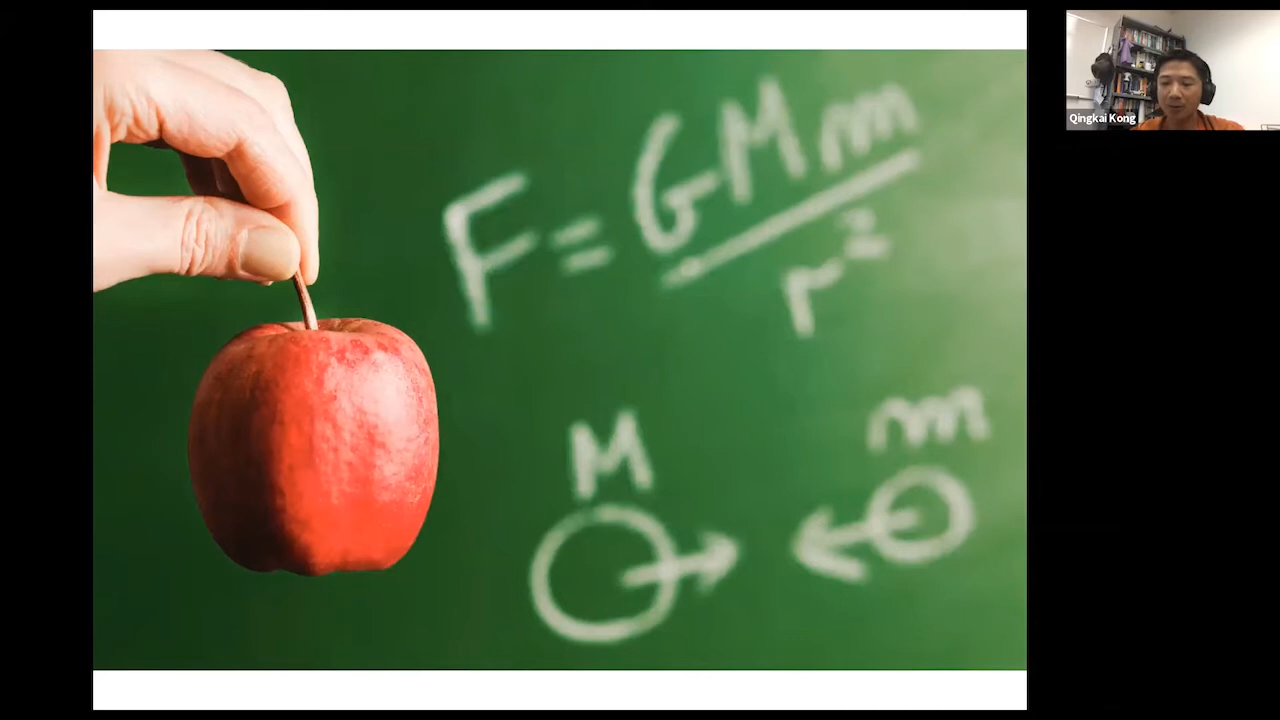 F = GMm
r²
M
m
Qingkai Kong